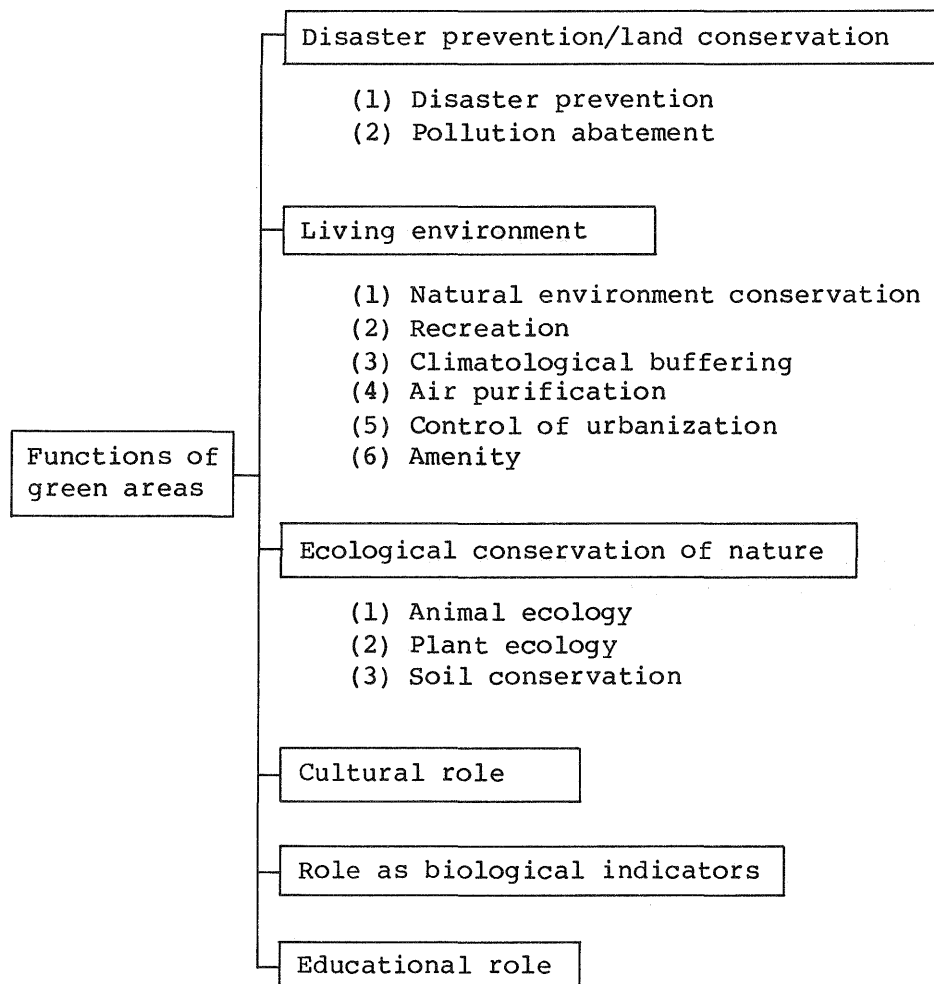 Disaster prevention/land conservation
(1) Disaster prevention
(2) Pollution abatement
Living environment
(1) Natural environment conservation
(2) Recreation
(3) Climatological buffering
(4) Air purification
(5) Control of urbanization
(6) Amenity
Functions of
green areas
Ecological conservation of nature
(1) Animal ecology
(2) Plant ecology
(3) Soil conservation
Cultural role
Role as biological indicators
Educational role